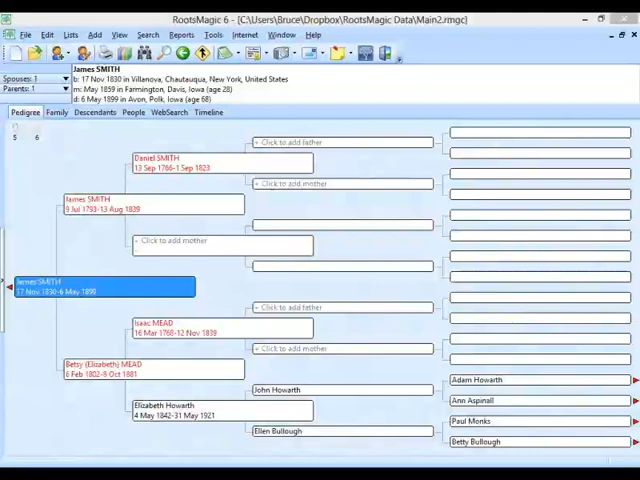 RootsMagic 6 - [C:\Users\Bruce\Dropbox\RootsMagic Data\Main2.rmgc]
File Edit Lists Add View Search Reports Tools Internet Window Help
Spouses: 1
Parents: 1
James SMITH
b: 17 Nov 1830 in Villanova, Chautauqua, New York, United States
m: May 1859 in Farmington, Davis, Iowa (age 28)
d: 6 May 1899 in Avon, Polk, Iowa (age 68)
Pedigree Family Descendants People WebSearch Timeline
5 6
+ Click to add father
Daniel SMITH
13 Sep 1766-1 Sep 1823
+ Click to add mother
James SMITH
9 Jul 1793-13 Aug 1839
+ Click to add mother
James SMITH
17 Nov 1830-6 May 1899
+ Click to add father
Isaac MEAD
16 Mar 1768-12 Nov 1839
+ Click to add mother
Betsy (Elizabeth) MEAD
6 Feb 1802-8 Oct 1881
Adam Howarth
John Howarth
Ann Aspinall
Elizabeth Howarth
4 May 1842-31 May 1921
Paul Monks
Ellen Bullough
Betty Bullough